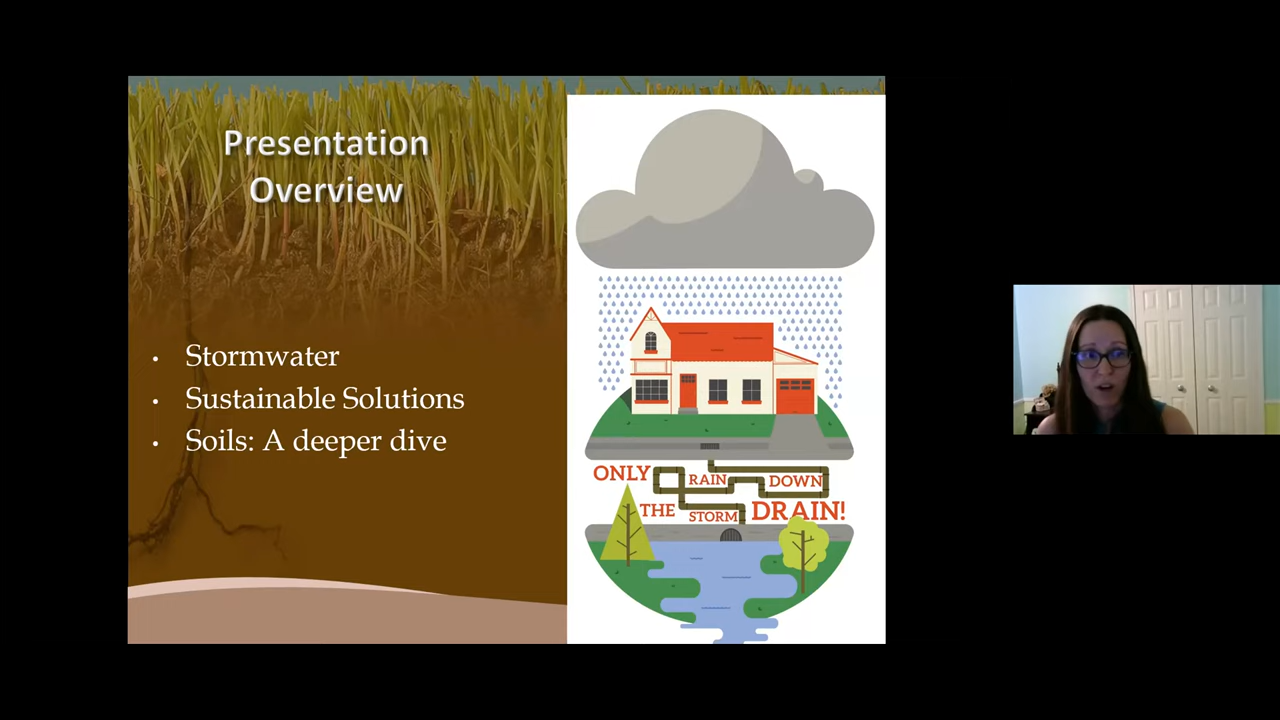 Presentation
Overview
• Stormwater
• Sustainable Solutions
• Soils: A deeper dive
ONLY RAIN DOWN
THE STORM DRAIN!